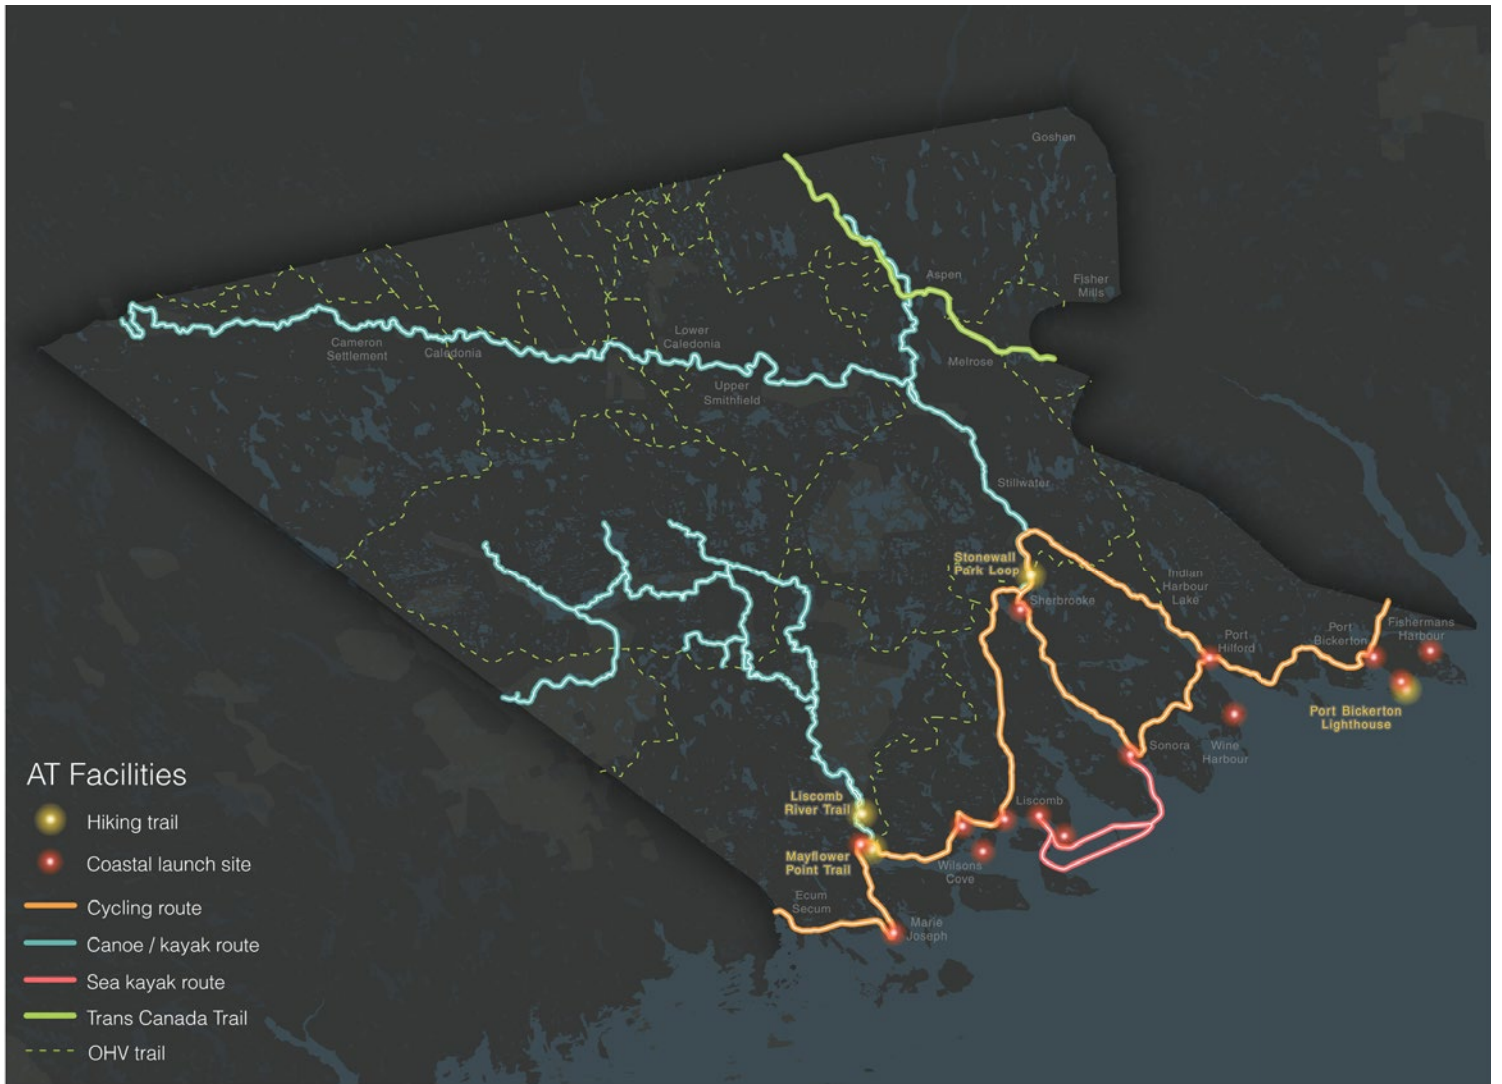 Goshen
Aspen
Fisher
Mills
Lower
Caledonia
Cameron
Settlement
Caledonia
Melrose
Upper
Smithfield
Stillwater
Stonewall
Park Loop
Indian
Harbour
Lake
Sherbrooke
Port
Hilford
Port
Bickerton
Fishermans
Harbour
Port Bickerton
Lighthouse
Sonora
Wine
Harbour
Liscomb
River Trail
Liscomb
Mayflower
Point Trail
Wilsons
Cove
Ecum
Secum
Marie
Joseph
AT Facilities
Hiking trail
Coastal launch site
Cycling route
Canoe / kayak route
Sea kayak route
Trans Canada Trail
OHV trail